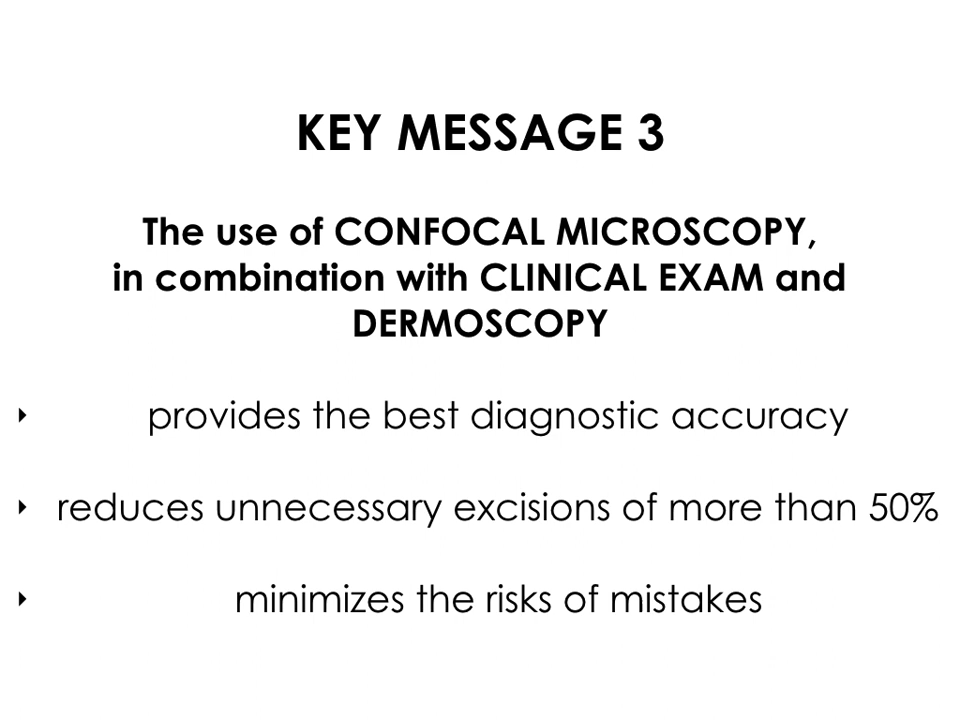 KEY MESSAGE 3
The use of CONFOCAL MICROSCOPY,
in combination with CLINICAL EXAM and
DERMOSCOPY
‣ provides the best diagnostic accuracy
‣ reduces unnecessary excisions of more than 50%
‣ minimizes the risks of mistakes